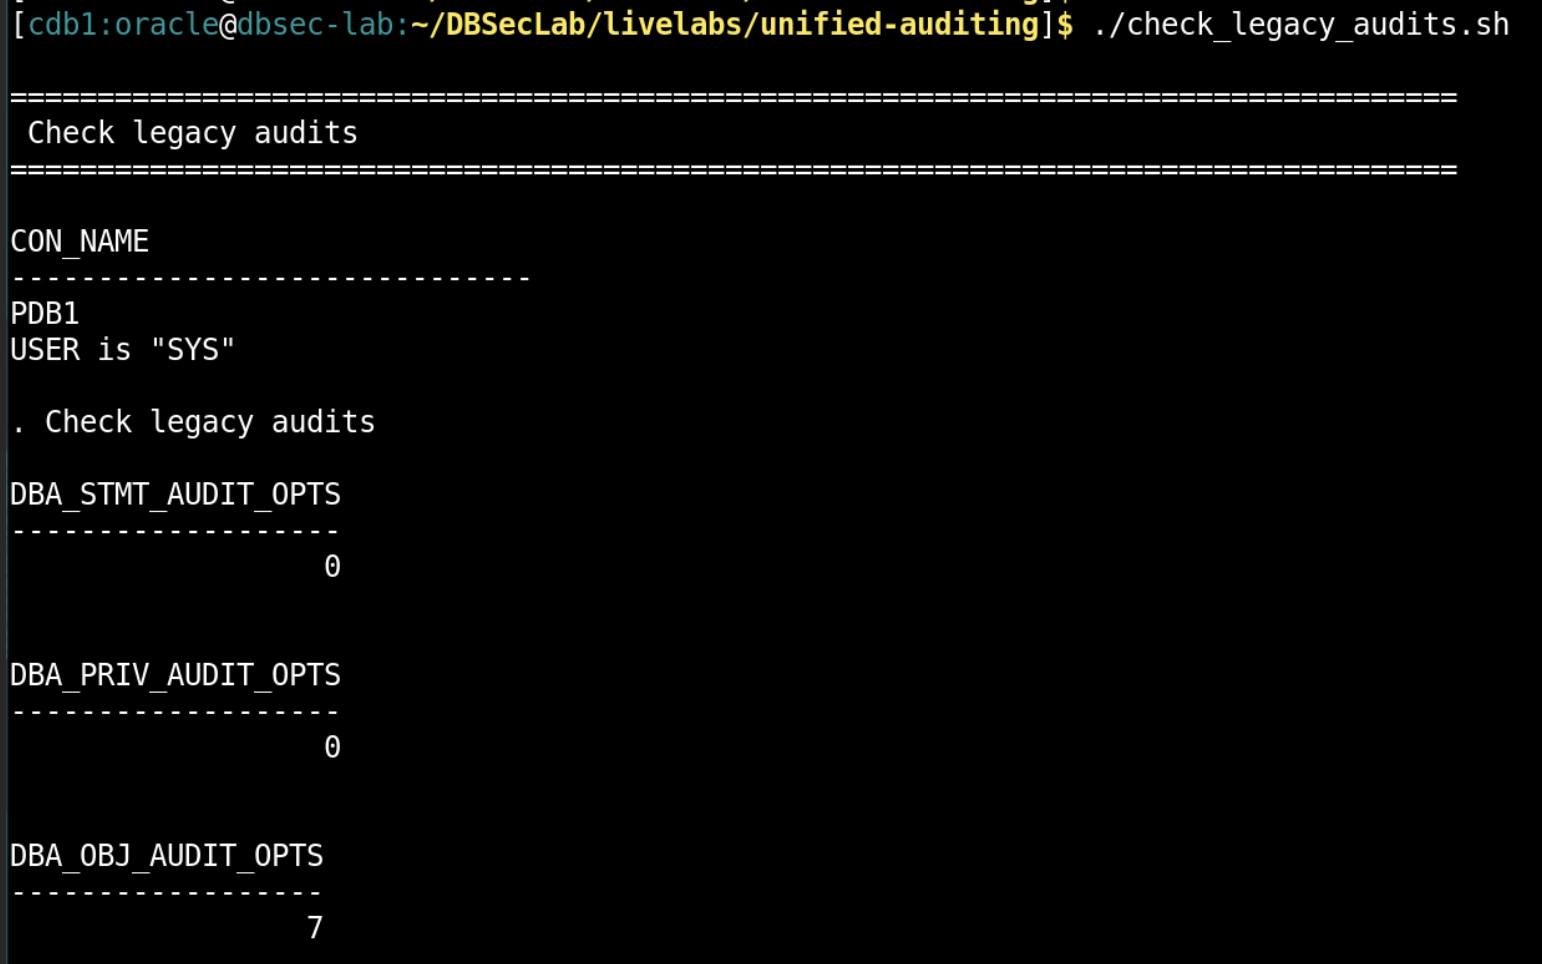 [cdb1:oracle@dbsec-lab:~/DBSecLab/livelabs/unified-auditing]$ ./check_legacy_audits.sh
===================================================================================
Check legacy audits
===================================================================================
CON_NAME
------------------------------
PDB1
USER is "SYS"
. Check legacy audits
DBA_STMT_AUDIT_OPTS
-------------------
0
DBA_PRIV_AUDIT_OPTS
-------------------
0
DBA_OBJ_AUDIT_OPTS
------------------
7